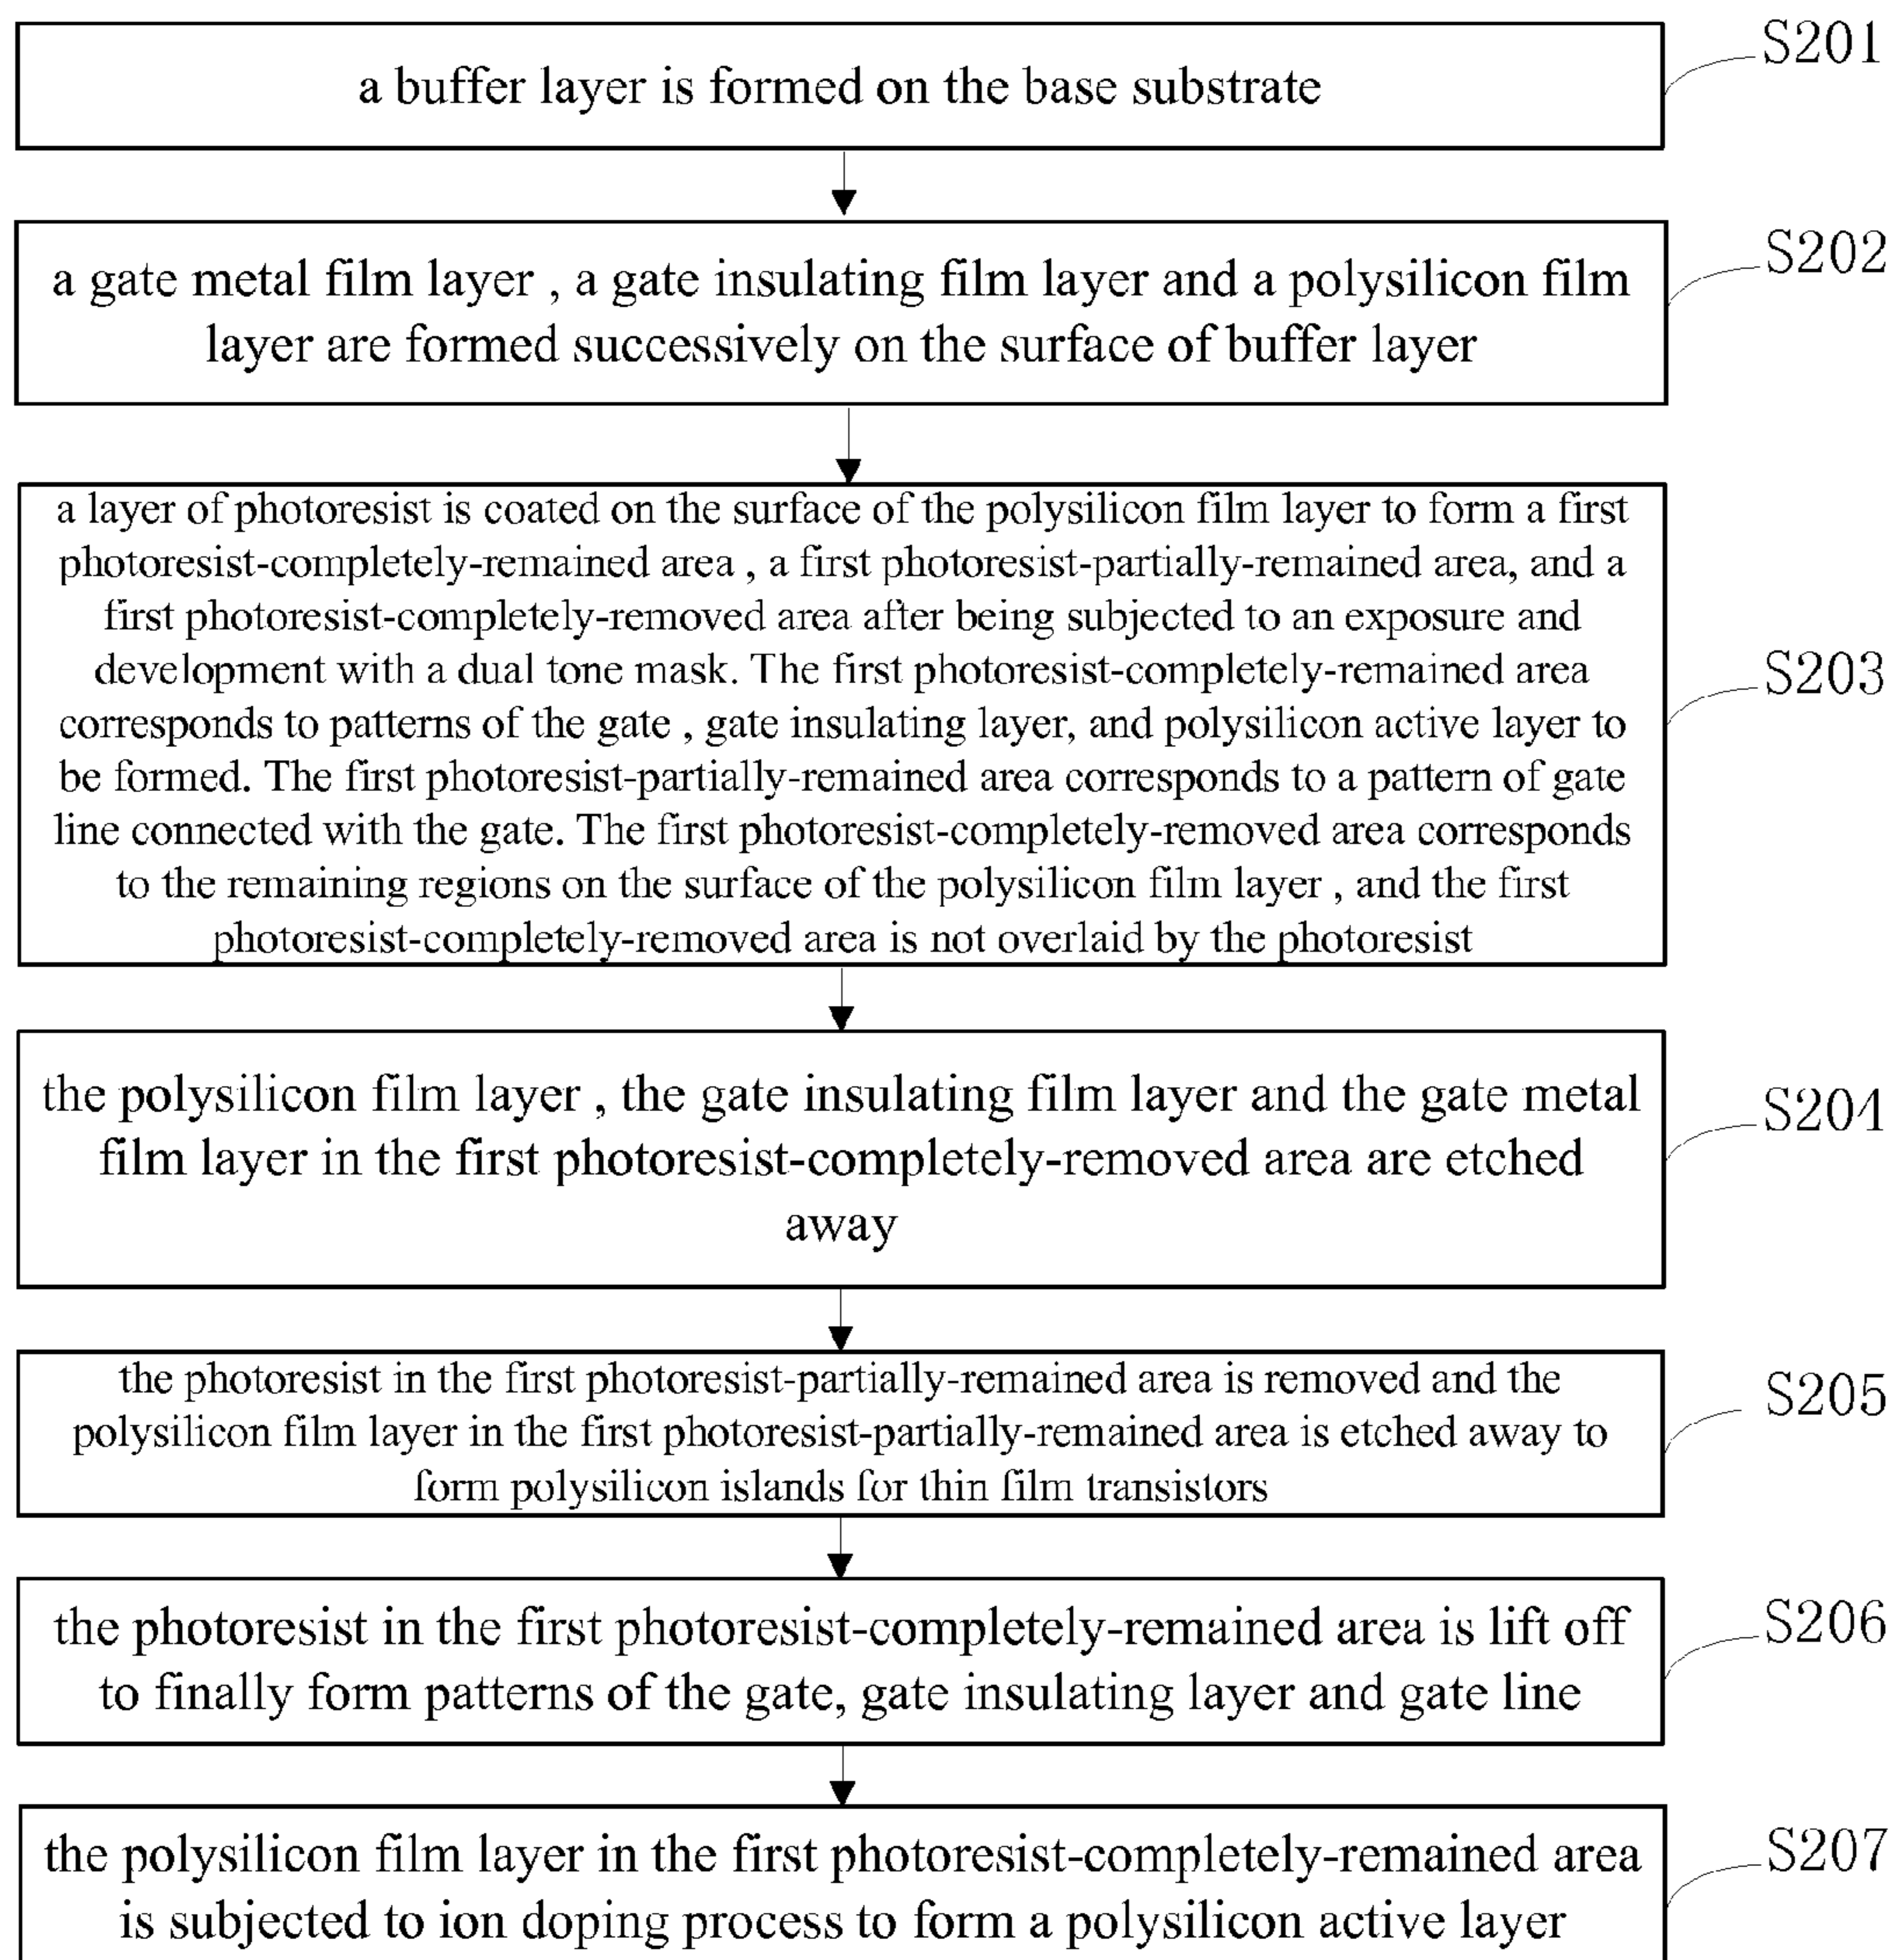 S201
a buffer layer is formed on the base substrate
S202
a gate metal film layer , a gate insulating film layer and a polysilicon film
layer are formed successively on the surface of buffer layer
a layer of photoresist is coated on the surface of the polysilicon film layer to form a first
photoresist-completely-remained area , a first photoresist-partially-remained area, and a
first photoresist-completely-removed area after being subjected to an exposure and
development with a dual tone mask. The first photoresist-completely-remained area
S203
corresponds to patterns of the gate , gate insulating layer, and polysilicon active layer to
be formed. The first photoresist-partially-remained area corresponds to a pattern of gate
line connected with the gate. The first photoresist-completely-removed area corresponds
to the remaining regions on the surface of the polysilicon film layer , and the first
photoresist-completely-removed area is not overlaid by the photoresist
the polysilicon film layer , the gate insulating film layer and the gate metal
S204
film layer in the first photoresist-completely-removed area are etched
away
the photoresist in the first photoresist-partially-remained area is removed and the
S205
polysilicon film layer in the first photoresist-partially-remained area is etched away to
form polysilicon islands for thin film transistors
the photoresist in the first photoresist-completely-remained area is lift off
S206
to finally form patterns of the gate, gate insulating layer and gate line
the polysilicon film layer in the first photoresist-completely-remained area
S207
is subjected to ion doping process to form a polysilicon active layer